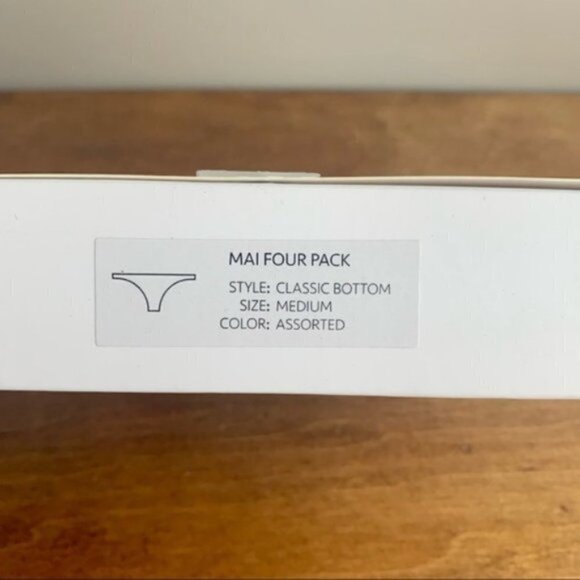 MAI FOUR PACK
STYLE: CLASSIC BOTTOM
SIZE: MEDIUM
COLOR: ASSORTED